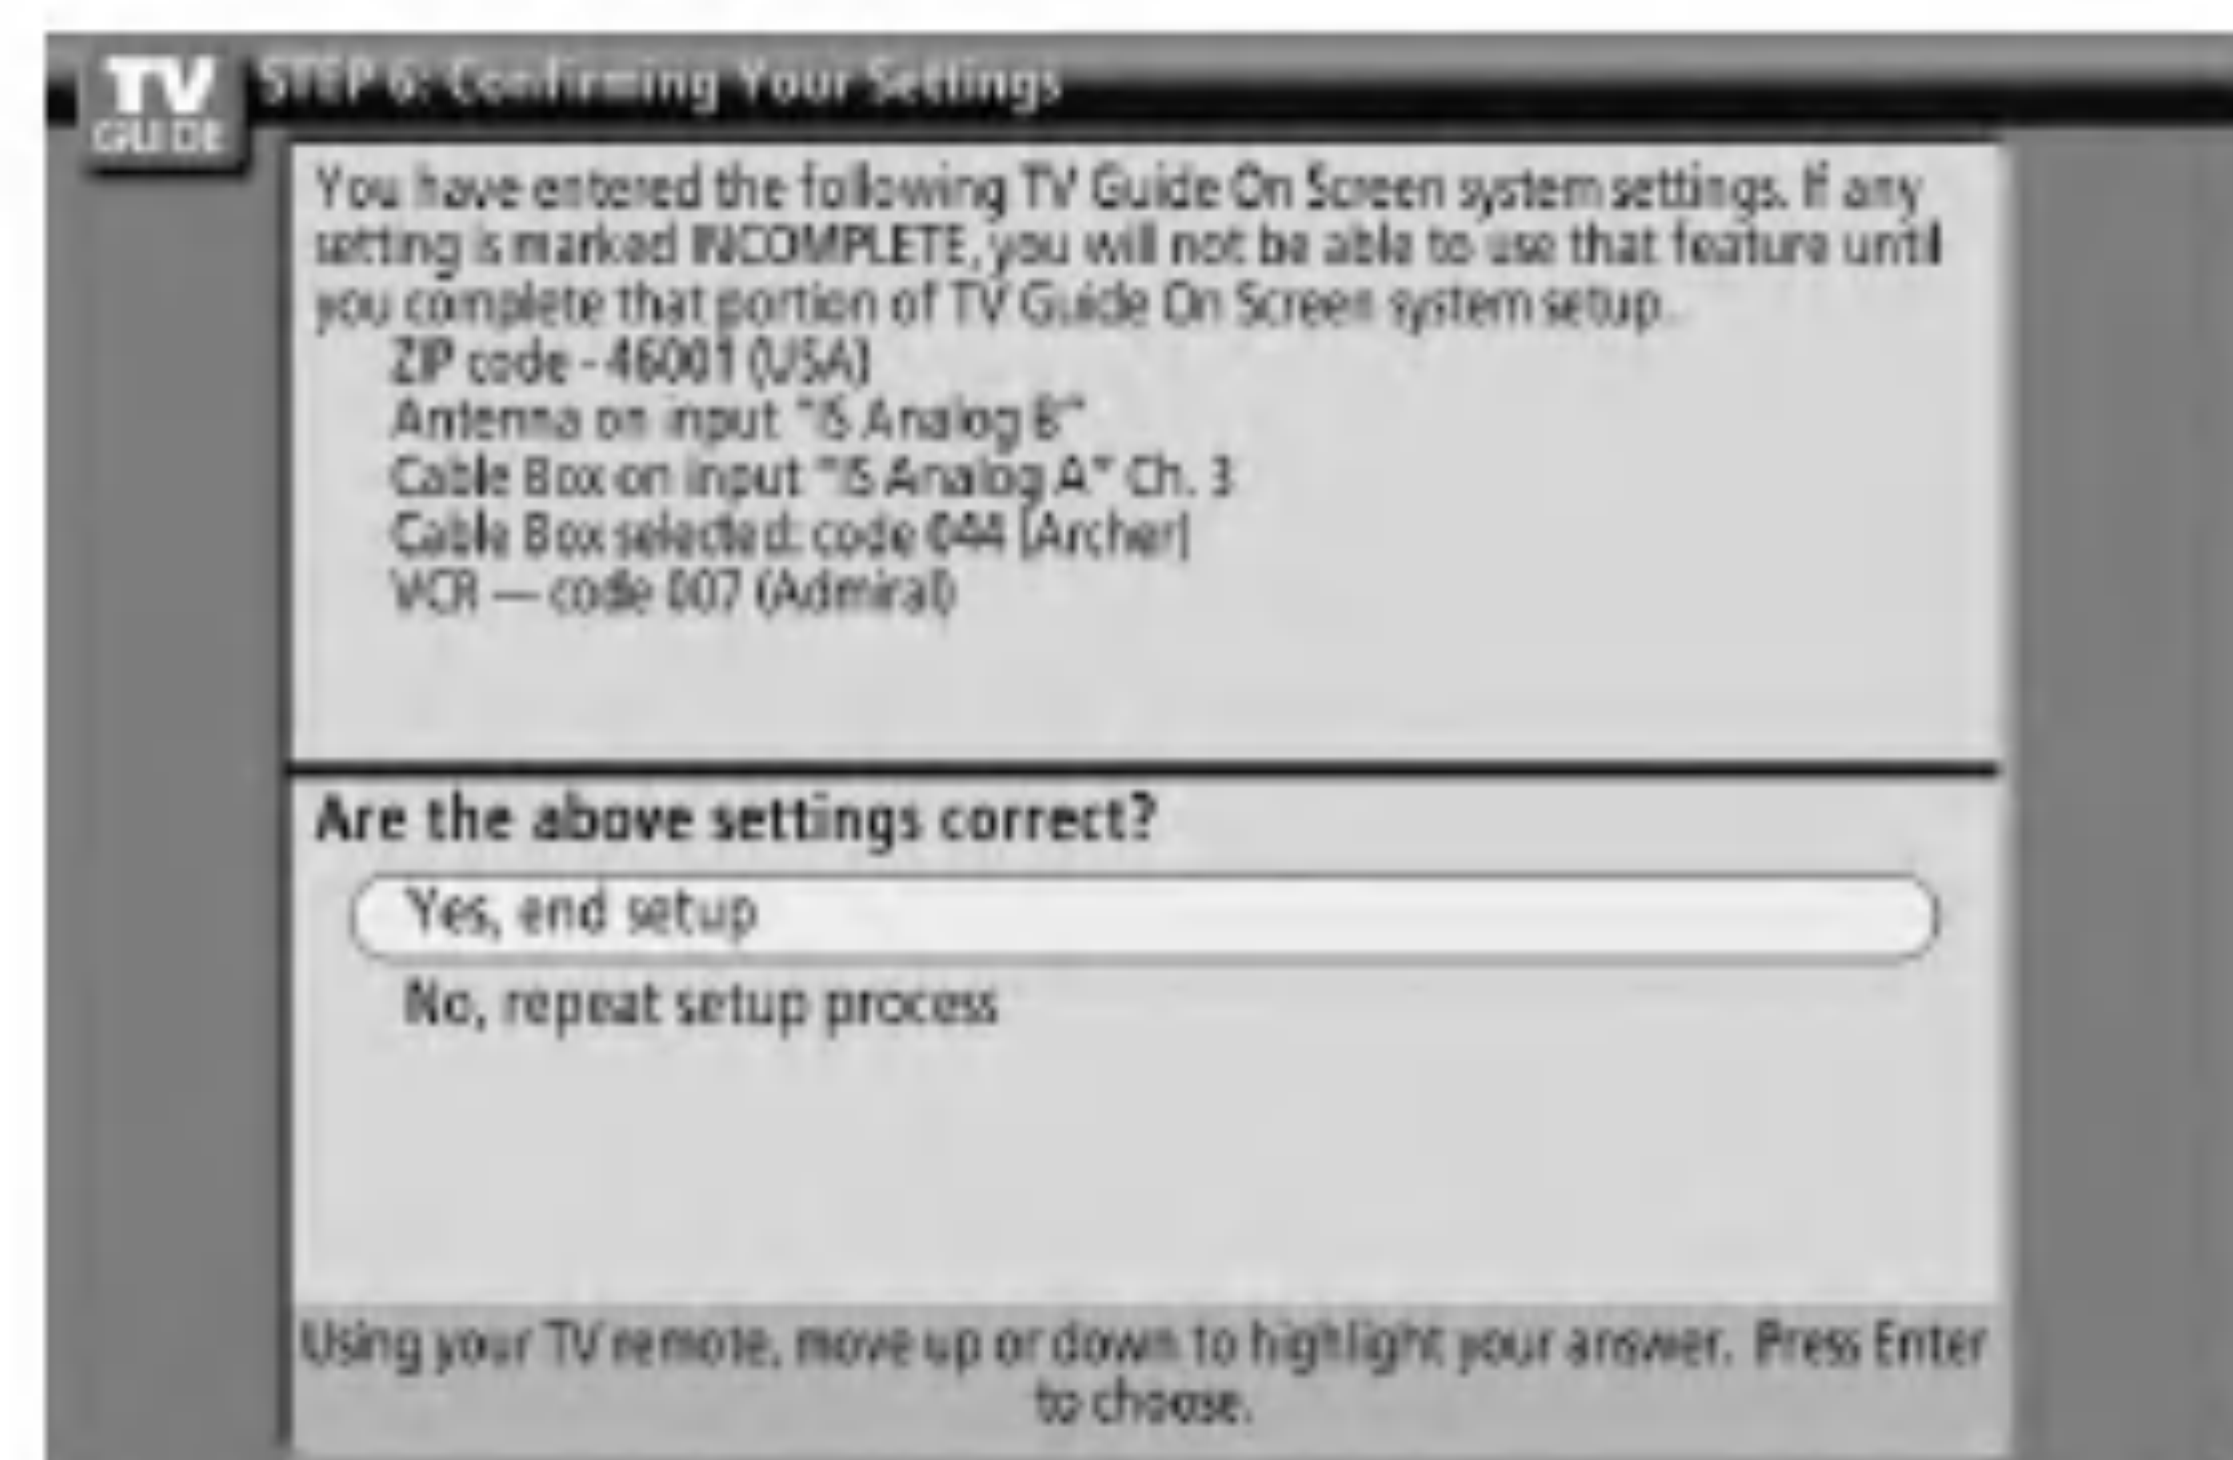 TV
GUIDE
STEP 6: Confirming Your Settings
You have entered the following TV Guide On Screen system settings. If any
setting is marked INCOMPLETE, you will not be able to use that feature until
you complete that portion of TV Guide On Screen system setup.
ZIP code - 46001 (USA)
Antenna on input "IS Analog B"
Cable Box on input "IS Analog A" Ch. 3
Cable Box selected: code 044 (Archer)
VCR — code 007 (Admiral)
Are the above settings correct?
Yes, end setup
No, repeat setup process
Using your TV remote, move up or down to highlight your answer. Press Enter
to choose.